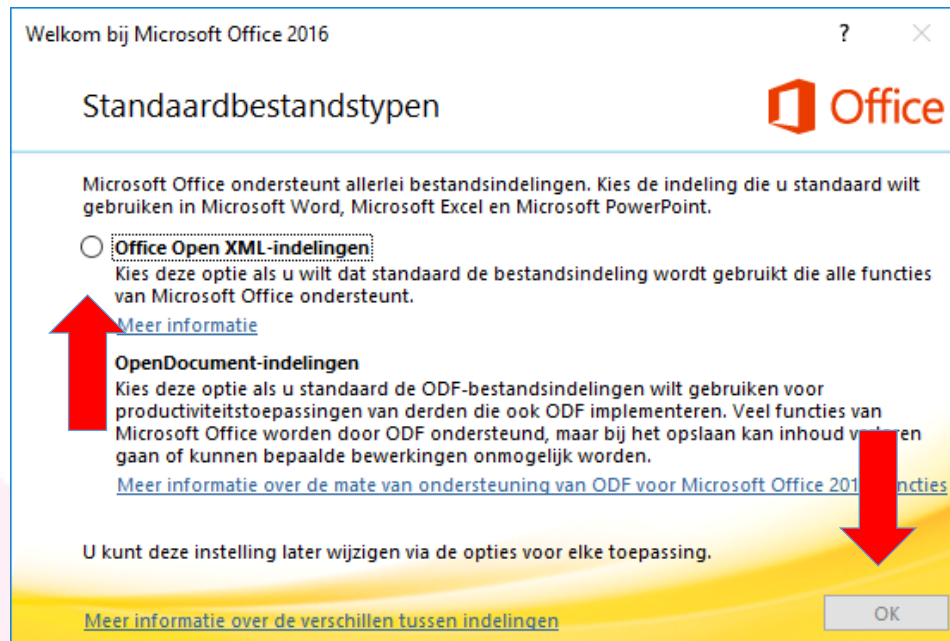 Welkom bij Microsoft Office 2016 ?
Standaardbestandstypen
Office
Microsoft Office ondersteunt allerlei bestandsindelingen. Kies de indeling die u standaard wilt
gebruiken in Microsoft Word, Microsoft Excel en Microsoft PowerPoint.
Office Open XML-indelingen
Kies deze optie als u wilt dat standaard de bestandsindeling wordt gebruikt die alle functies
van Microsoft Office ondersteunt.
Meer informatie
OpenDocument-indelingen
Kies deze optie als u standaard de ODF-bestandsindelingen wilt gebruiken voor
productiviteitstoepassingen van derden die ook ODF implementeren. Veel functies van
Microsoft Office worden door ODF ondersteund, maar bij het opslaan kan inhoud
gaan of kunnen bepaalde bewerkingen onmogelijk worden.
Meer informatie over de mate van ondersteuning van ODF voor Microsoft Office
U kunt deze instelling later wijzigen via de opties voor elke toepassing.
Meer informatie over de verschillen tussen indelingen
OK